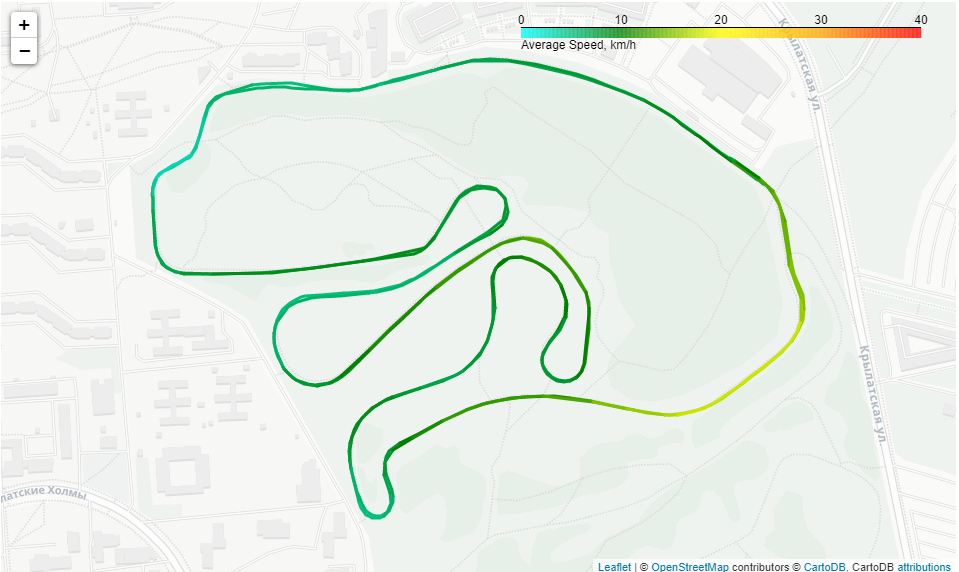 +
−
0 10 20 30 40
Average Speed, km/h
Крылатская ул.
Крылатская ул.
латские Холмы
Leaflet | © OpenStreetMap contributors © CartoDB, CartoDB attributions